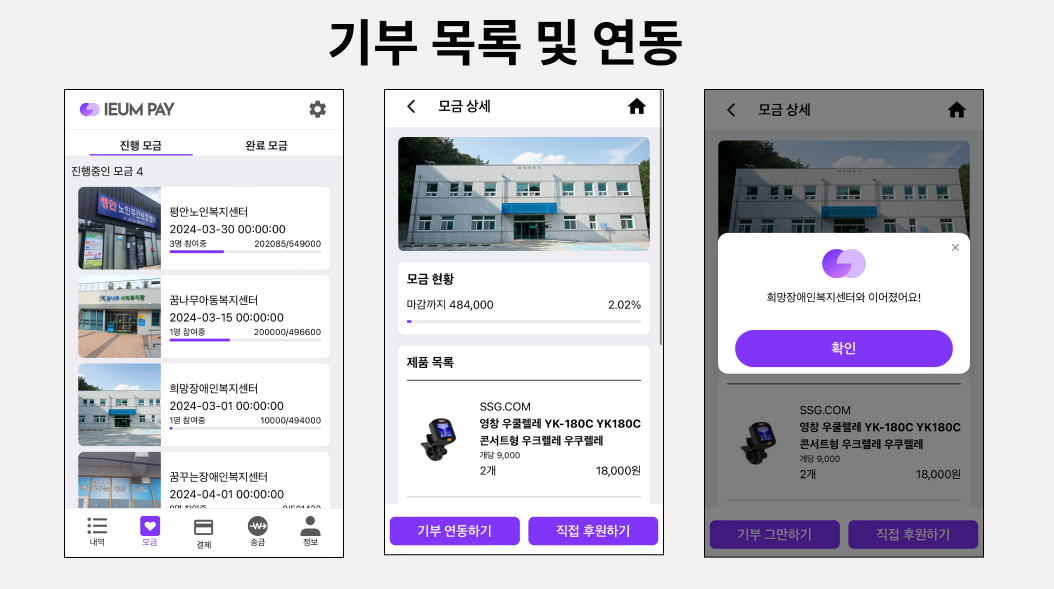 기부 목록 및 연동
IEUM PAY
진행 모금
완료 모금
진행중인 모금 4
평안노인복지센터
2024-03-30 00:00:00
3명 참여중
202085/549000
꿈나무아동복지센터
2024-03-15 00:00:00
1명 참여중
200000/496600
희망장애인복지센터
2024-03-01 00:00:00
1명 참여중
10000/494000
꿈꾸는장애인복지센터
2024-04-01 00:00:00
내역
모금
결제
송금
정보
모금 상세
모금 현황
마감까지 484,000
2.02%
제품 목록
SSG.COM
영창 우쿨렐레 YK-180C YK180C
콘서트형 우크렐레 우쿠렐레
개당 9,000
2개
18,000원
기부 연동하기
직접 후원하기
모금 상세
희망장애인복지센터와 이어졌어요!
확인
SSG.COM
영창 우쿨렐레 YK-180C YK180C
콘서트형 우크렐레 우쿠렐레
개당 9,000
2개
18,000원
기부 그만하기
직접 후원하기